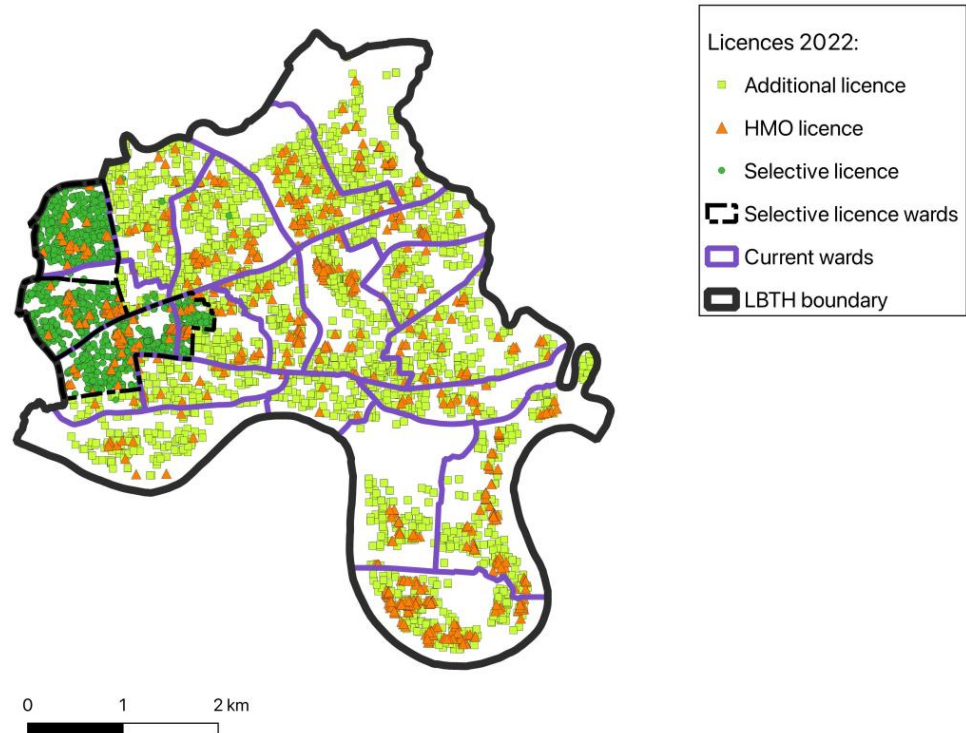 Licences 2022:
Additional licence
HMO licence
Selective licence
Selective licence wards
Current wards
LBTH boundary
0 1 2 km